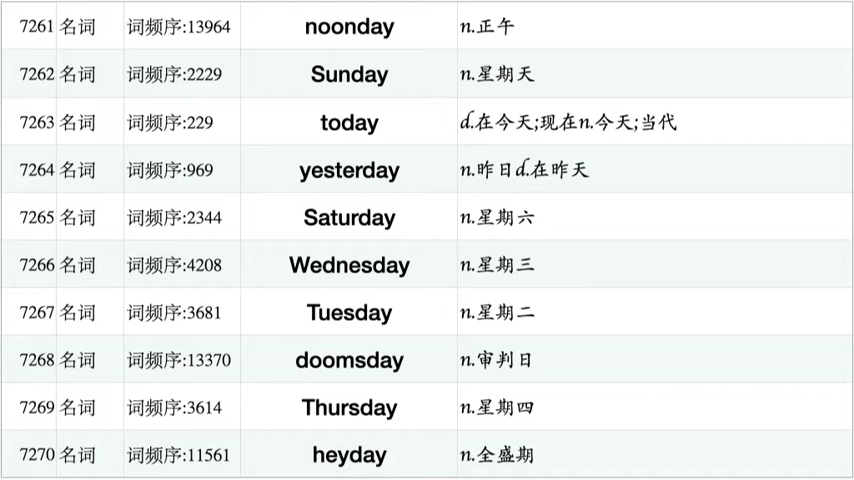 7261 名词 词频序:13964 noonday n.正午
7262 名词 词频序:2229 Sunday n.星期天
7263 名词 词频序:229 today d.在今天;现在n.今天;当代
7264 名词 词频序:969 yesterday n.昨日d.在昨天
7265 名词 词频序:2344 Saturday n.星期六
7266 名词 词频序:4208 Wednesday n.星期三
7267 名词 词频序:3681 Tuesday n.星期二
7268 名词 词频序:13370 doomsday n.审判日
7269 名词 词频序:3614 Thursday n.星期四
7270 名词 词频序:11561 heyday n.全盛期